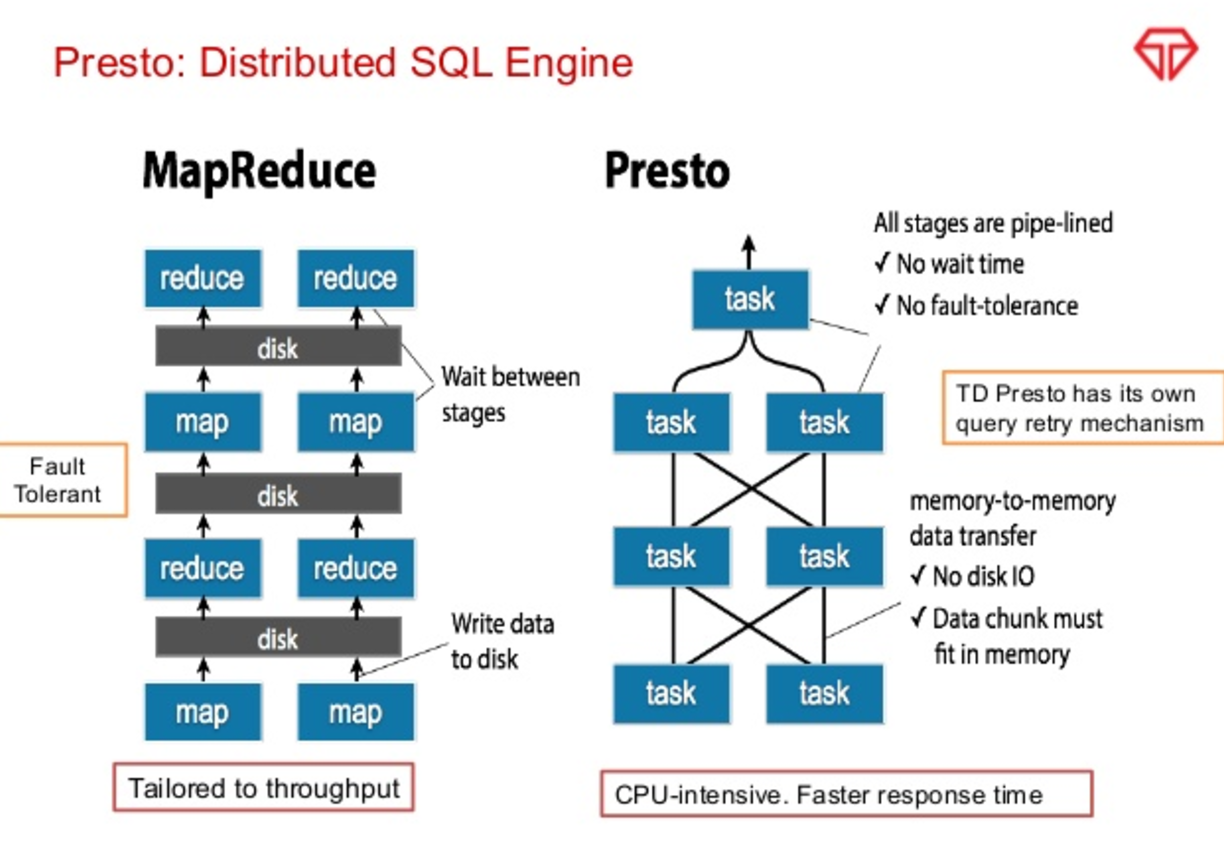 Presto: Distributed SQL Engine
TD
MapReduce
reduce
reduce
disk
Wait between
stages
map
map
Fault
Tolerant
disk
reduce
reduce
disk
Write data
to disk
map
map
Tailored to throughput
Presto
All stages are pipe-lined
✓ No wait time
✓ No fault-tolerance
task
TD Presto has its own
query retry mechanism
task
task
memory-to-memory
data transfer
✓ No disk IO
✓ Data chunk must
fit in memory
task
task
task
task
CPU-intensive. Faster response time